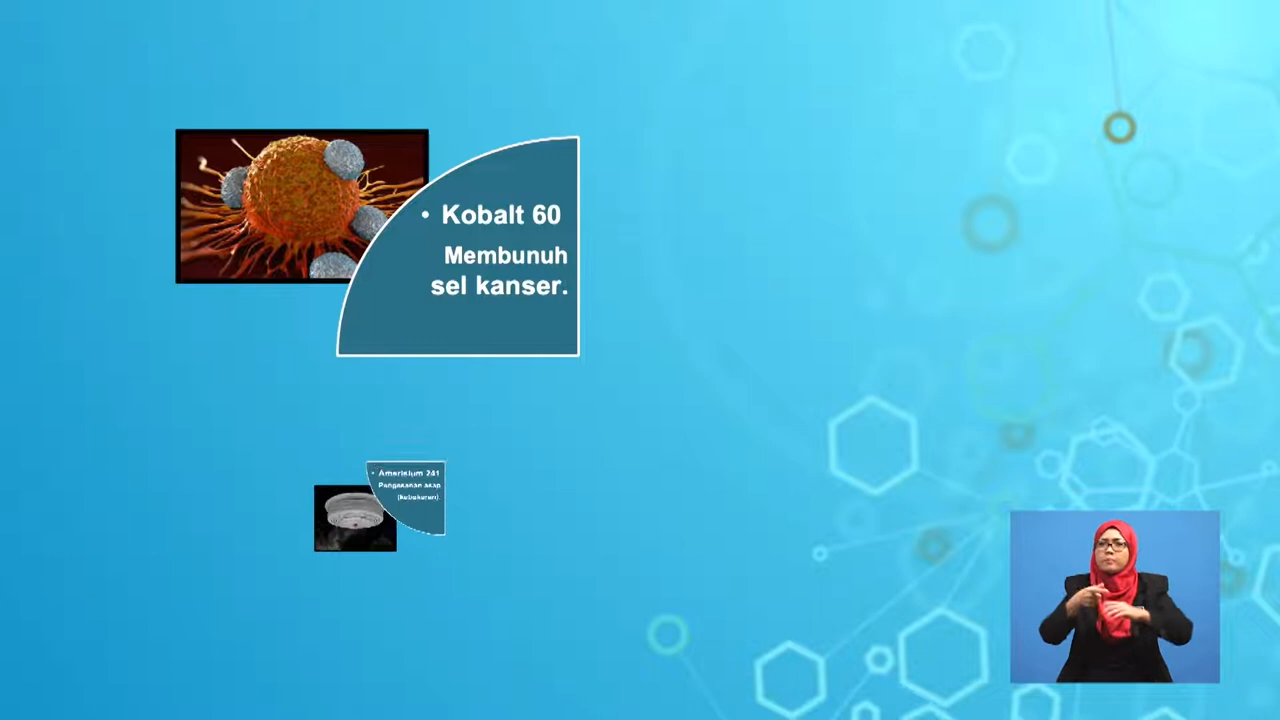 • Kobalt 60
Membunuh
sel kanser.
• Amerisium 241
Pengesanan asap
(kebakaran).